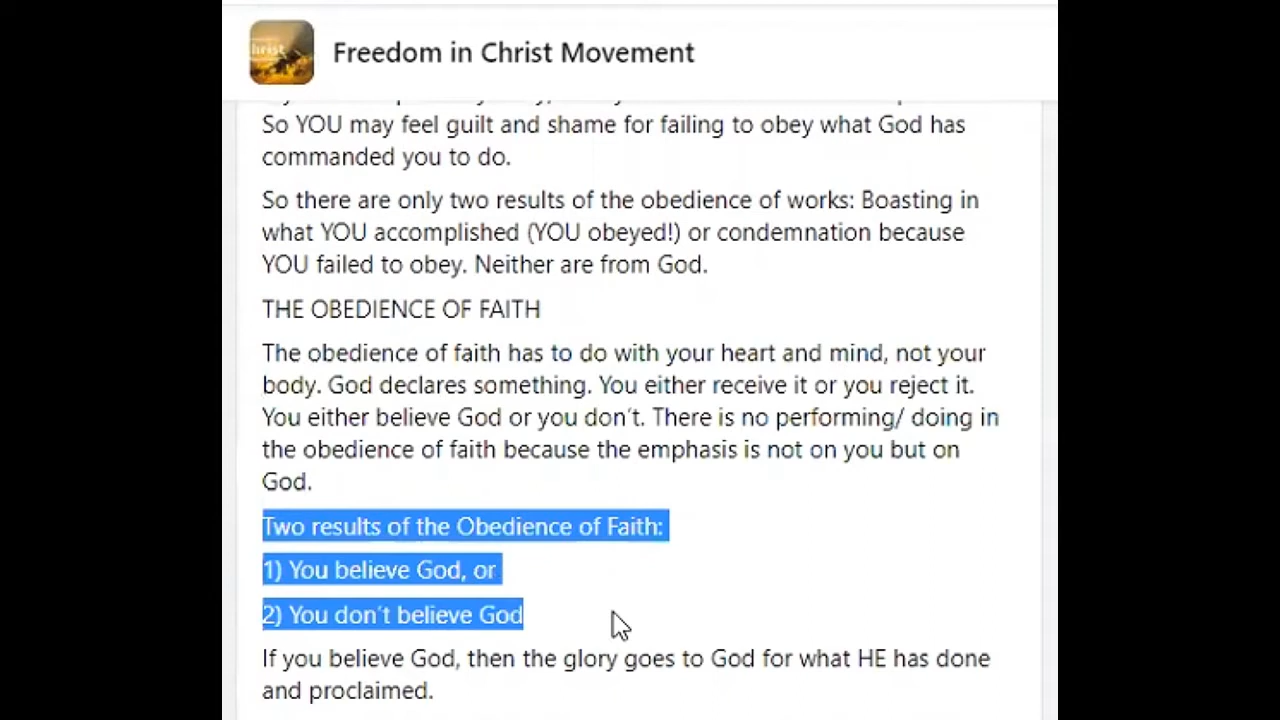 Christ
Freedom in Christ Movement
So YOU may feel guilt and shame for failing to obey what God has
commanded you to do.
So there are only two results of the obedience of works: Boasting in
what YOU accomplished (YOU obeyed!) or condemnation because
YOU failed to obey. Neither are from God.
THE OBEDIENCE OF FAITH
The obedience of faith has to do with your heart and mind, not your
body. God declares something. You either receive it or you reject it.
You either believe God or you don't. There is no performing/ doing in
the obedience of faith because the emphasis is not on you but on
God.
Two results of the Obedience of Faith:
1) You believe God, or
2) You don't believe God
If you believe God, then the glory goes to God for what HE has done
and proclaimed.